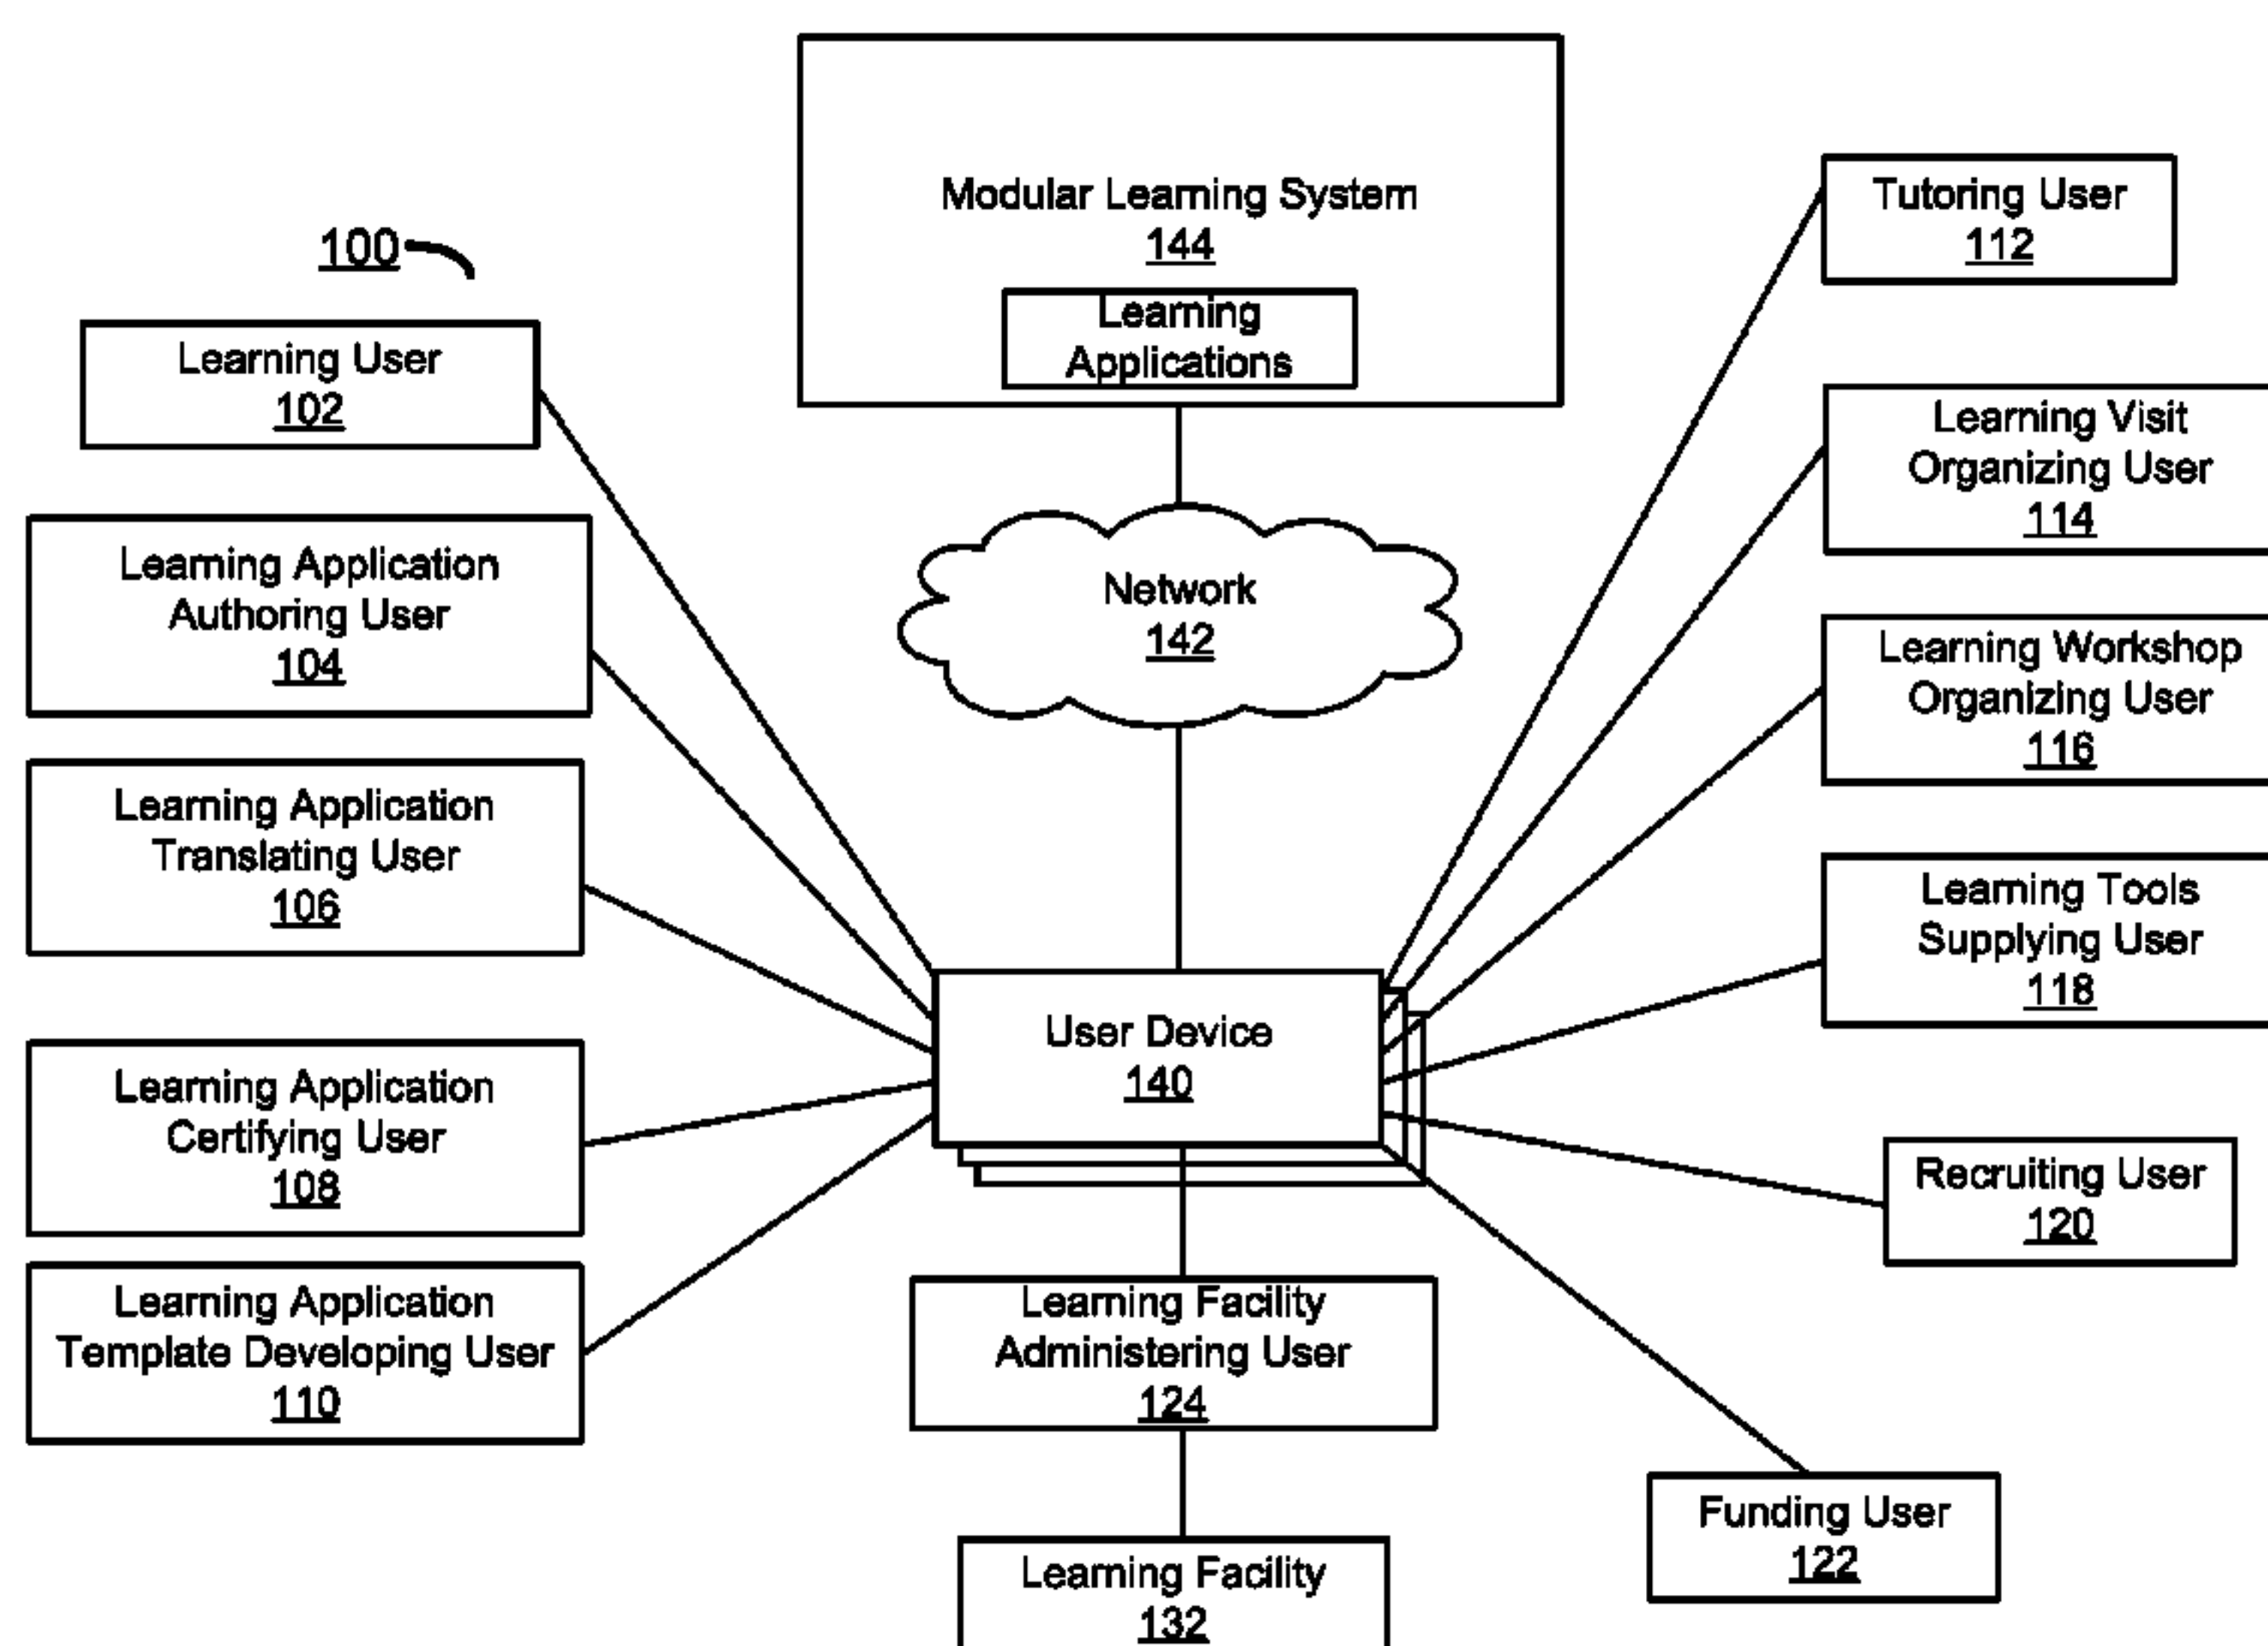 100
Modular Learning System
144
Learning
Applications
Learning User
102
Learning Application
Authoring User
104
Learning Application
Translating User
106
Learning Application
Certifying User
108
Learning Application
Template Developing User
110
Network
142
User Device
140
Learning Facility
Administering User
124
Learning Facility
132
Tutoring User
112
Learning Visit
Organizing User
114
Learning Workshop
Organizing User
116
Learning Tools
Supplying User
118
Recruiting User
120
Funding User
122